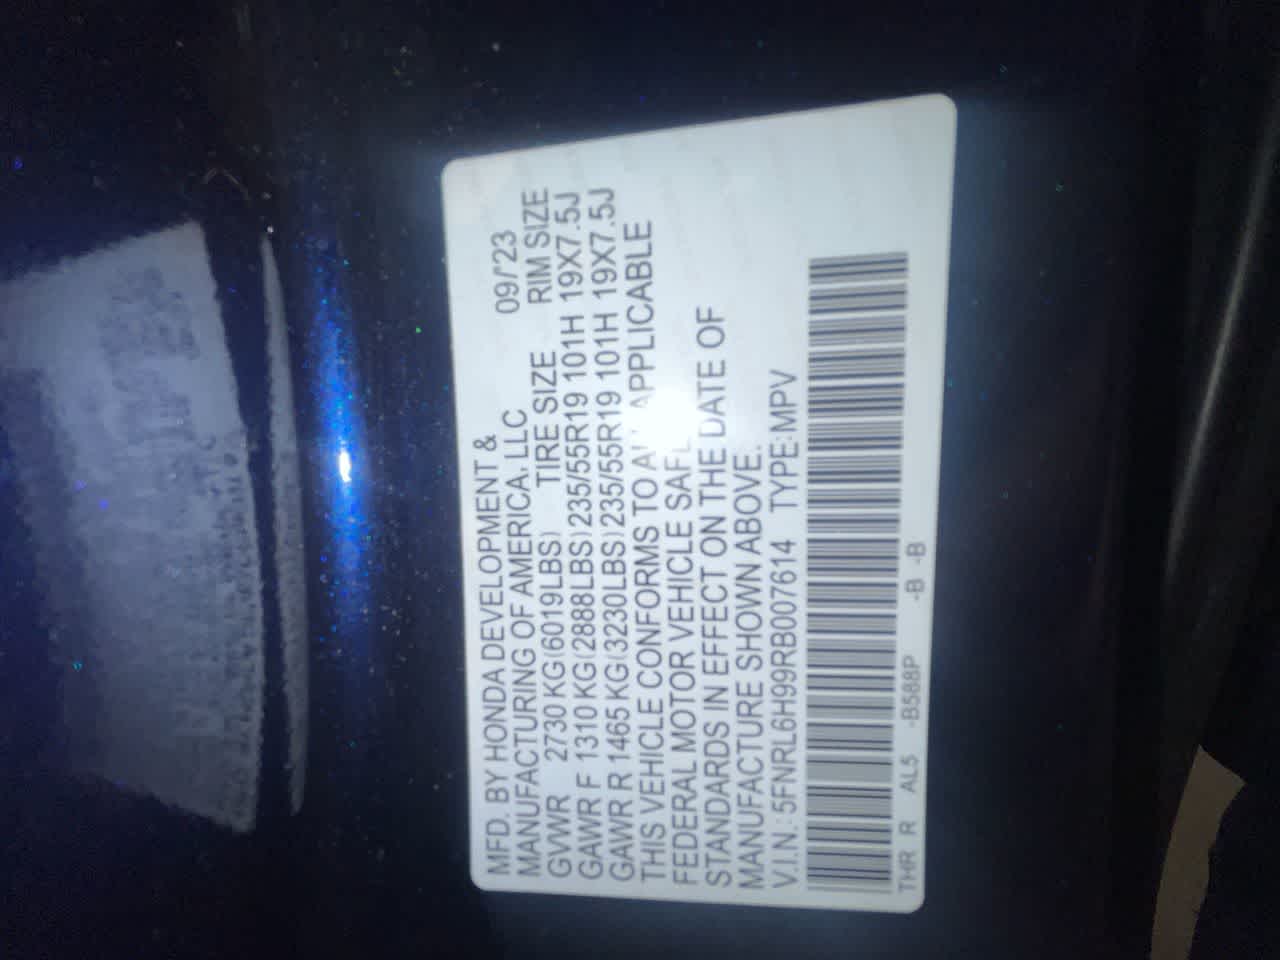 MFD. BY HONDA DEVELOPMENT &
MANUFACTURING OF AMERICA, LLC 09/'23
GVWR 2730 KG(6019LBS) TIRE SIZE RIM SIZE
GAWR F 1310 KG(2888LBS) 235/55R19 101H 19X7.5J
GAWR R 1465 KG(3230LBS) 235/55R19 101H 19X7.5J
THIS VEHICLE CONFORMS TO APPLICABLE
FEDERAL MOTOR VEHICLE
STANDARDS IN EFFECT ON THE DATE OF
MANUFACTURE SHOWN ABOVE.
V.I.N.: 5FNRL6H99RB007614 TYPE: MPV
THR R AL5 -B588P -B -B